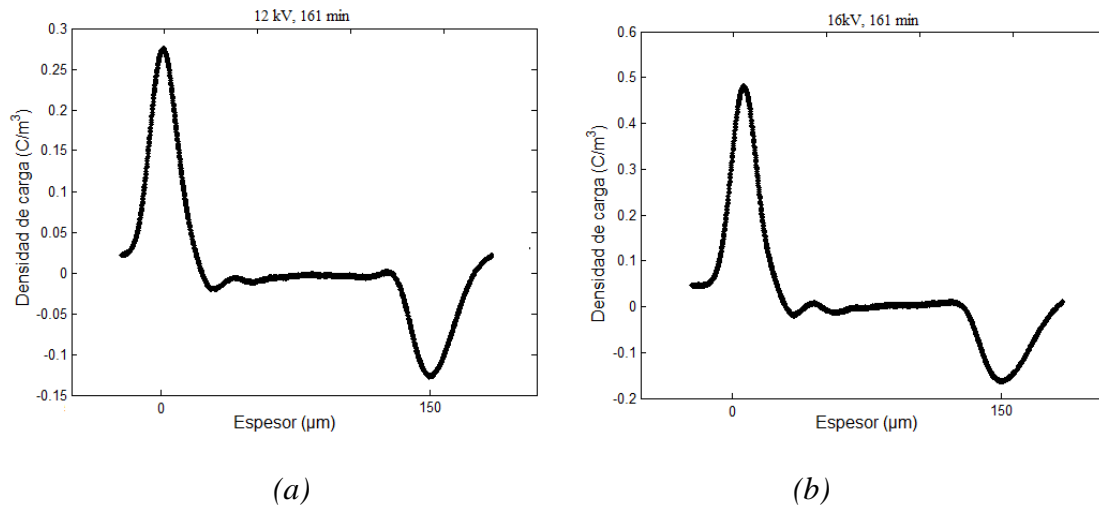 12 kV, 161 min
0.3
0.25
0.2
0.15
0.1
0.05
0
-0.05
-0.1
-0.15
Densidad de carga (C/m³)
0
150
Espesor (µm)
(a)
16kV, 161 min
0.6
0.5
0.4
0.3
0.2
0.1
0
-0.1
-0.2
Densidad de carga (C/m³)
0
150
Espesor (µm)
(b)